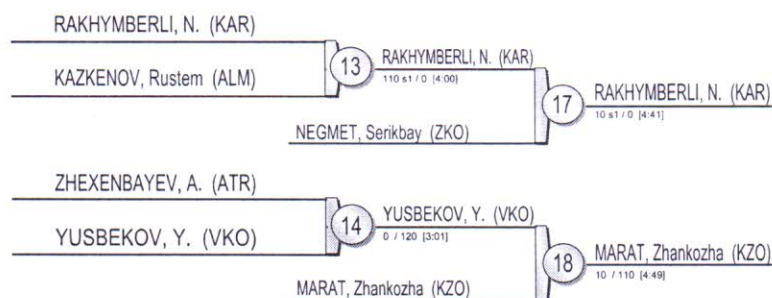 RAKHYMBERLI, N. (KAR)
KAZKENOV, Rustem (ALM)
13
RAKHYMBERLI, N. (KAR)
110 s1 / 0 [4:00]
NEGMET, Serikbay (ZKO)
17
RAKHYMBERLI, N. (KAR)
10 s1 / 0 [4:41]
ZHEXENBAYEV, A. (ATR)
YUSBEKOV, Y. (VKO)
14
YUSBEKOV, Y. (VKO)
0 / 120 [3:01]
MARAT, Zhankozha (KZO)
18
MARAT, Zhankozha (KZO)
10 / 110 [4:49]